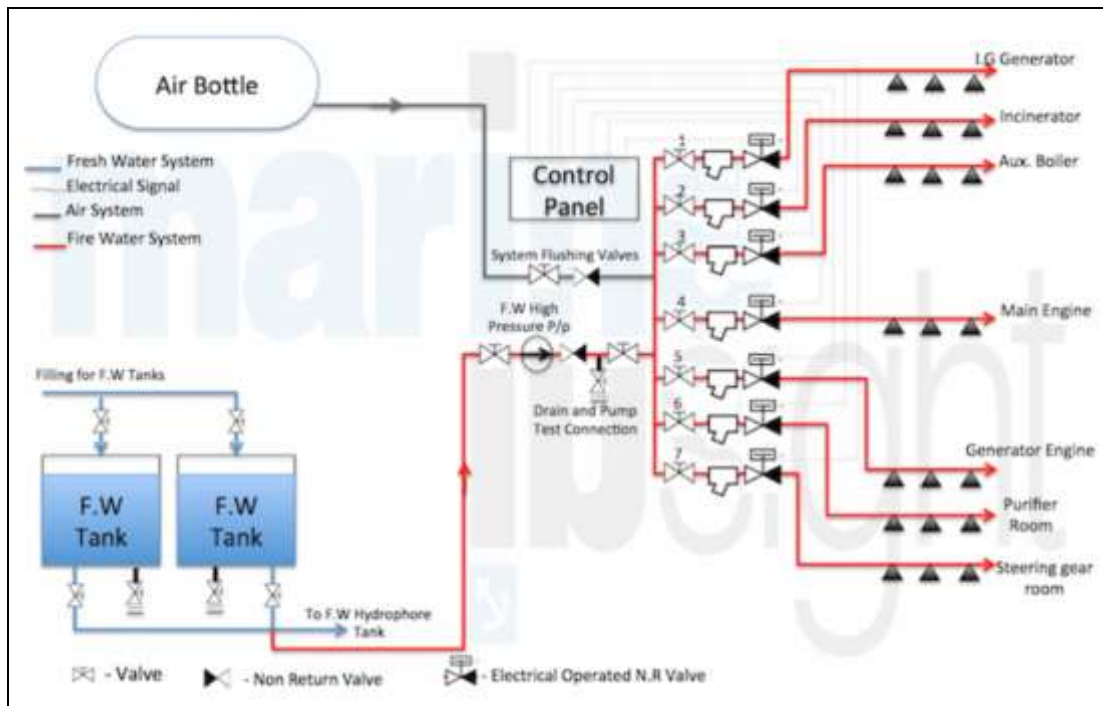 Air Bottle
Fresh Water System
Electrical Signal
Air System
Fire Water System
Control
Panel
System Flushing Valves
F.W High
Pressure P/p
Drain and Pump
Test Connection
Filling for F.W Tanks
F.W
Tank
F.W
Tank
To F.W Hydrophore
Tank
1
2
3
4
5
6
7
I.G Generator
Incinerator
Aux. Boiler
Main Engine
Generator Engine
Purifier
Room
Steering gear
room
- Valve
- Non Return Valve
- Electrical Operated N.R Valve